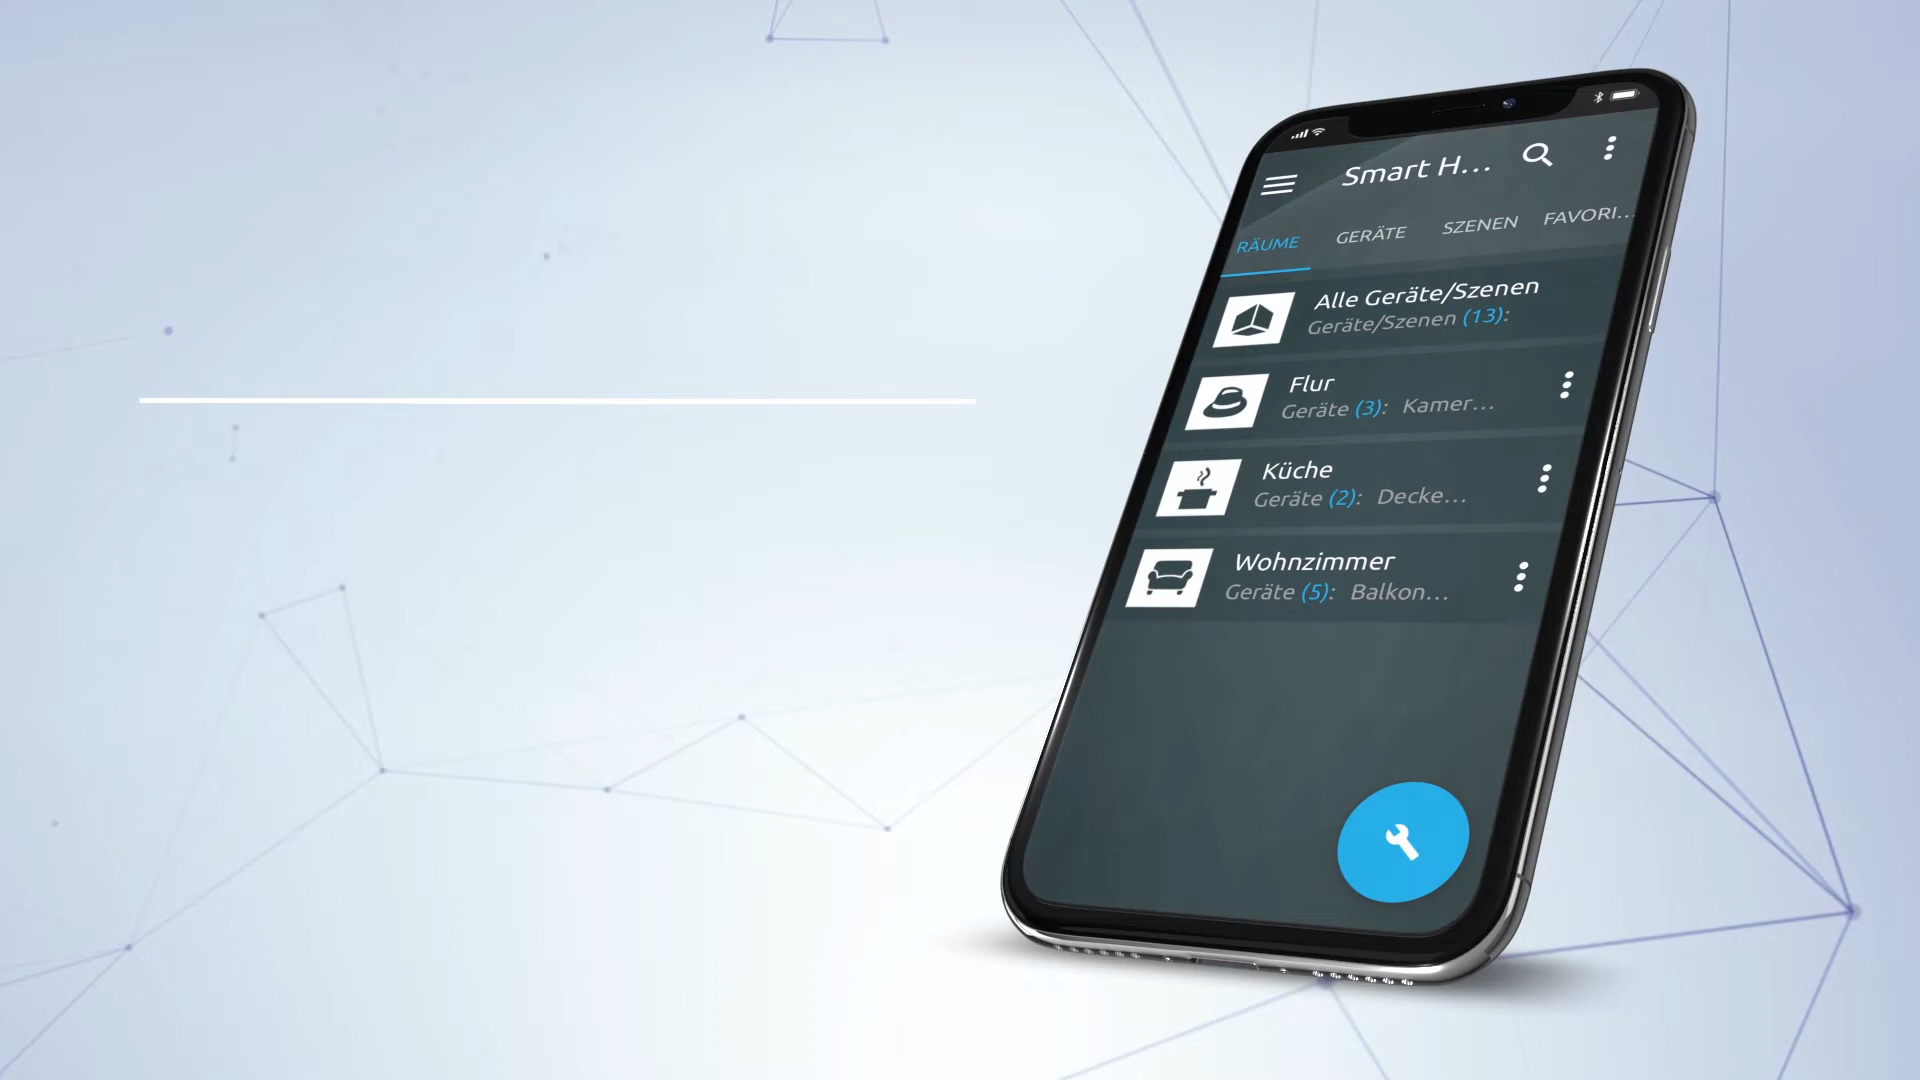 Smart H...
RÄUME GERÄTE SZENEN FAVORI...
Alle Geräte/Szenen
Geräte/Szenen (13):
Flur
Geräte (3): Kamer...
Küche
Geräte (2): Decke...
Wohnzimmer
Geräte (5): Balkon...